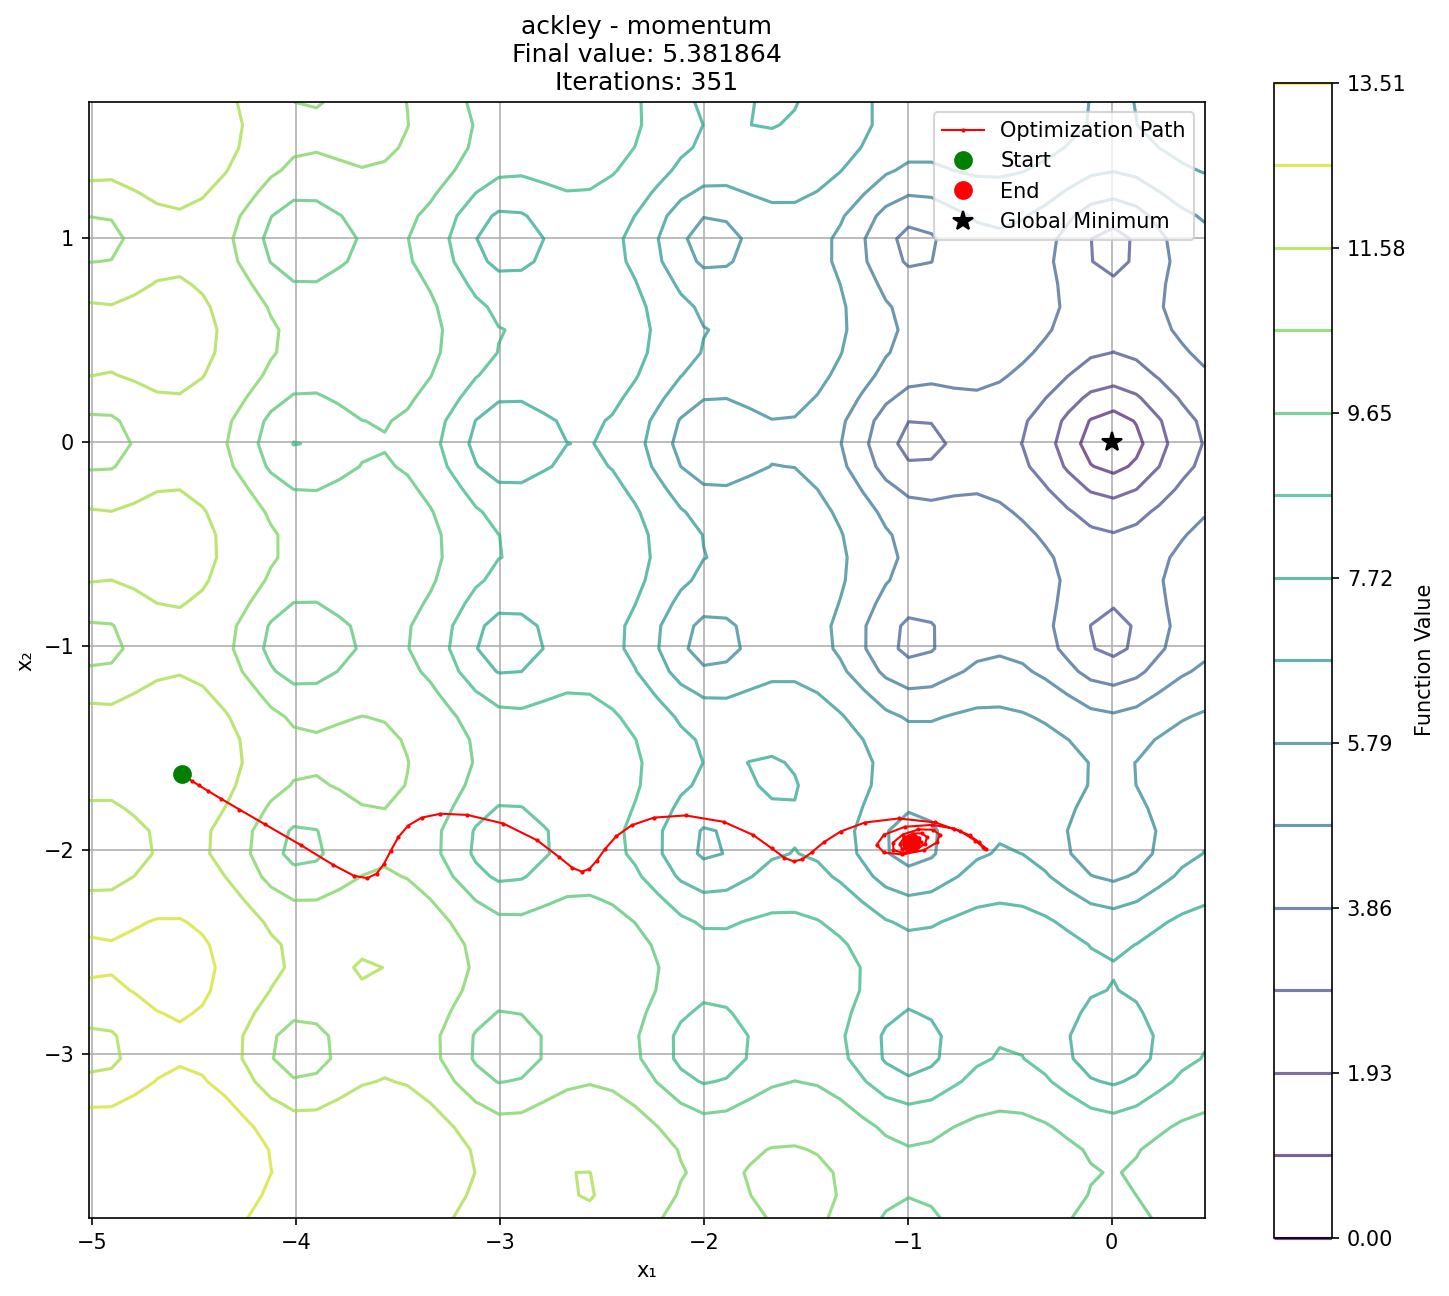 ackley - momentum
Final value: 5.381864
Iterations: 351
Optimization Path
Start
End
Global Minimum
1
0
−1
−2
−3
x₂
−5
−4
−3
−2
−1
0
x₁
13.51
11.58
9.65
7.72
5.79
3.86
1.93
0.00
Function Value